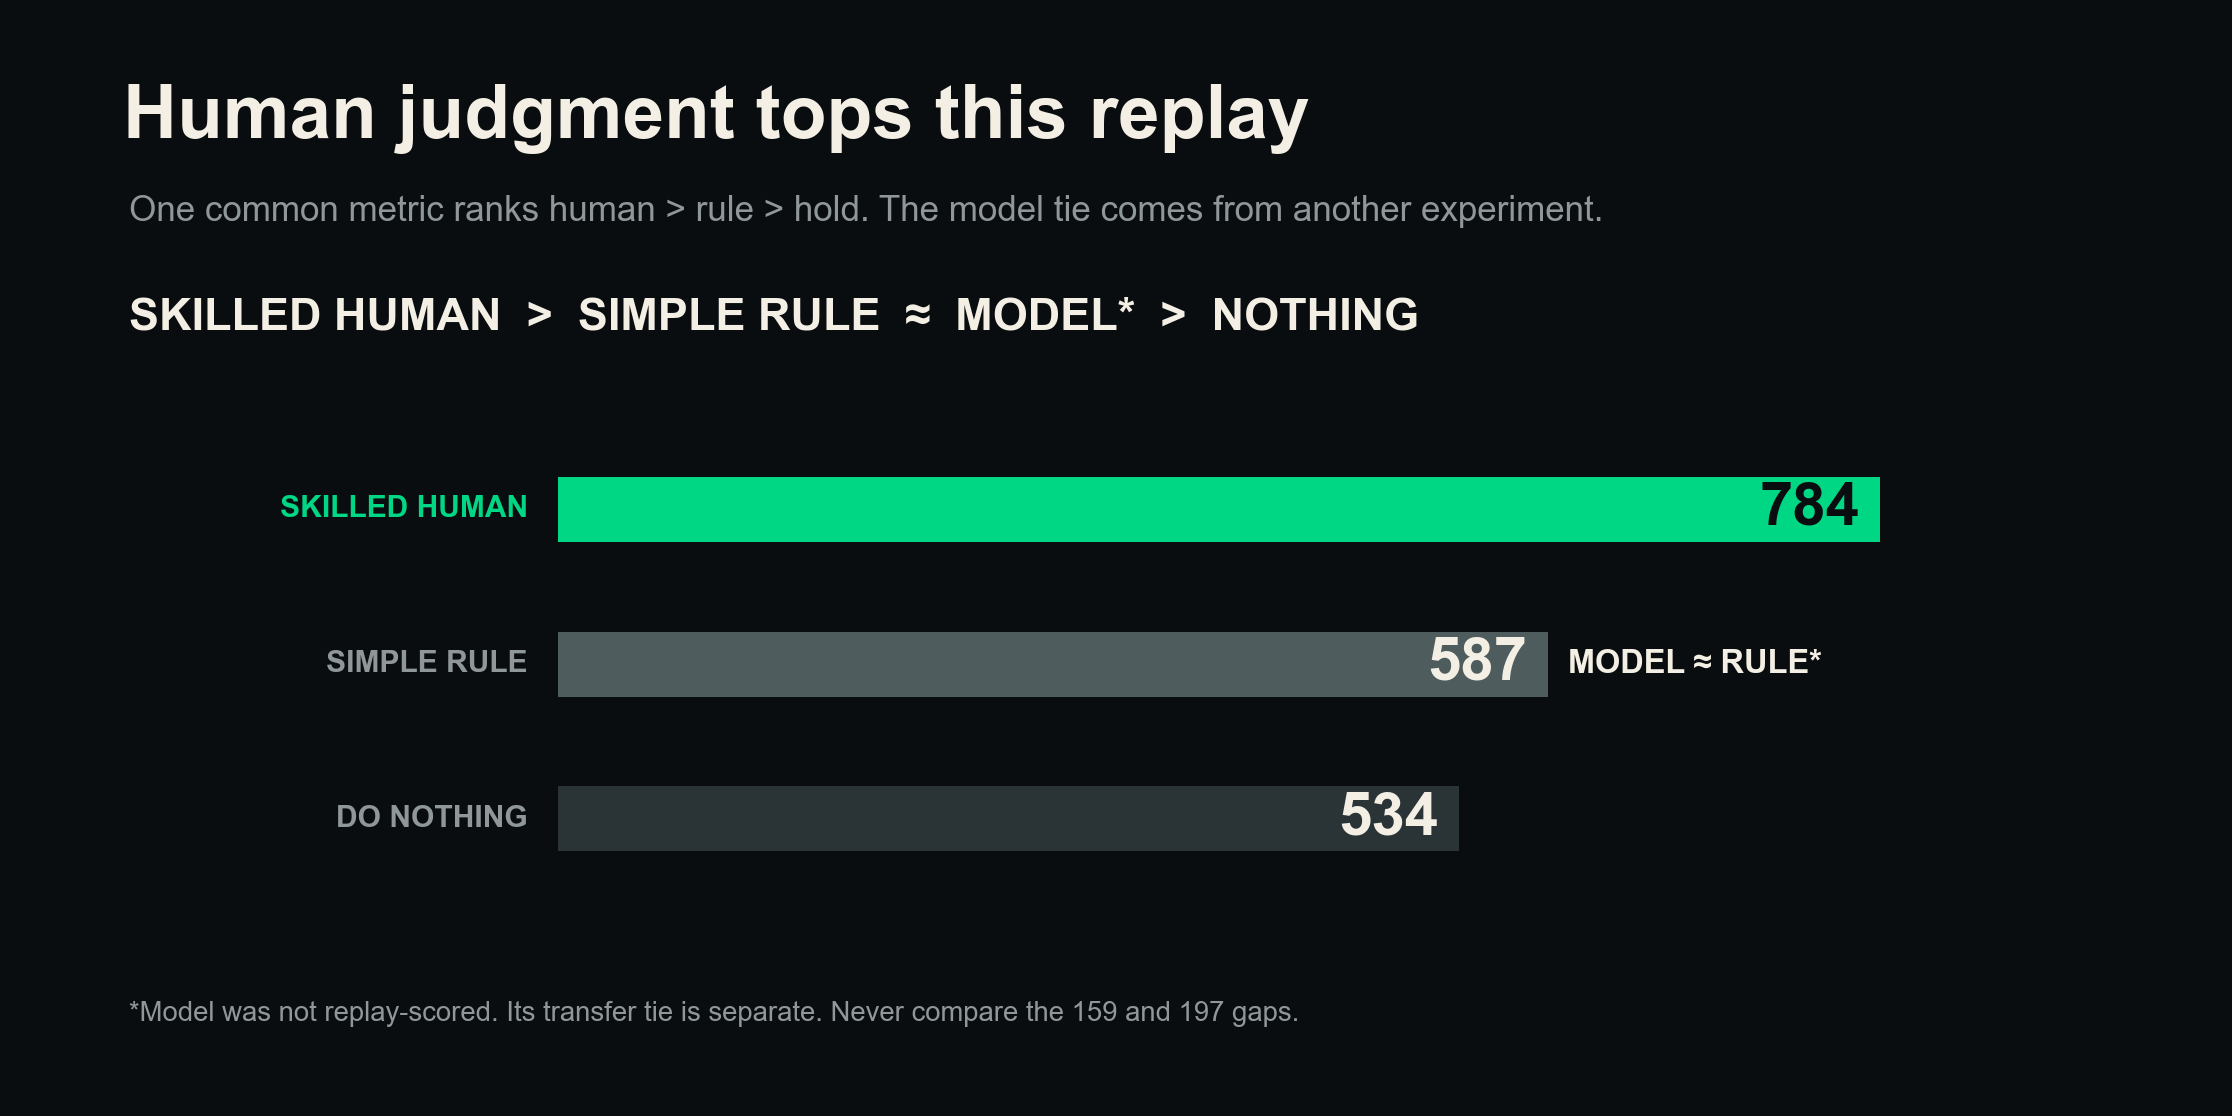 Human judgment tops this replay
One common metric ranks human > rule > hold. The model tie comes from another experiment.
SKILLED HUMAN > SIMPLE RULE ≈ MODEL* > NOTHING
SKILLED HUMAN 784
SIMPLE RULE 587 MODEL ≈ RULE*
DO NOTHING 534
*Model was not replay-scored. Its transfer tie is separate. Never compare the 159 and 197 gaps.